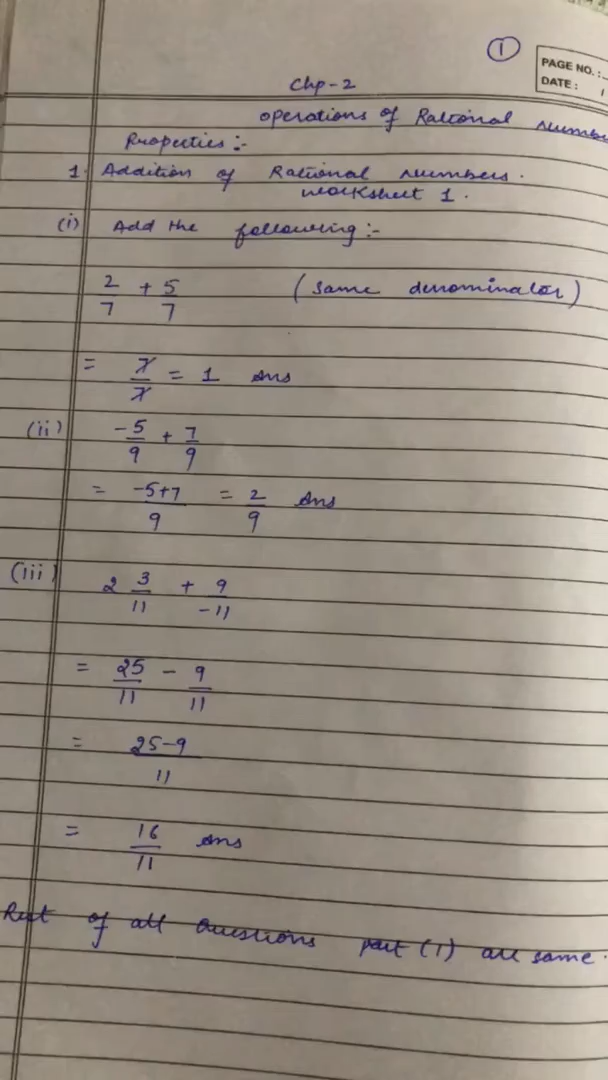 1
PAGE NO.:
DATE: /
Chp-2
operations of Rational
Properties:-
1. Addition of Rational numbers.
worksheet 1.
(i) Add the following:-
2/7 + 5/7 (same denominator)
= 7/7 = 1 Ans
(ii) -5/9 + 7/9
= -5+7/9 = 2/9 Ans
(iii) 2 3/11 + 9/-11
= 25/11 - 9/11
= 25-9/11
= 16/11 Ans
Rest of all Questions part (1) are same.